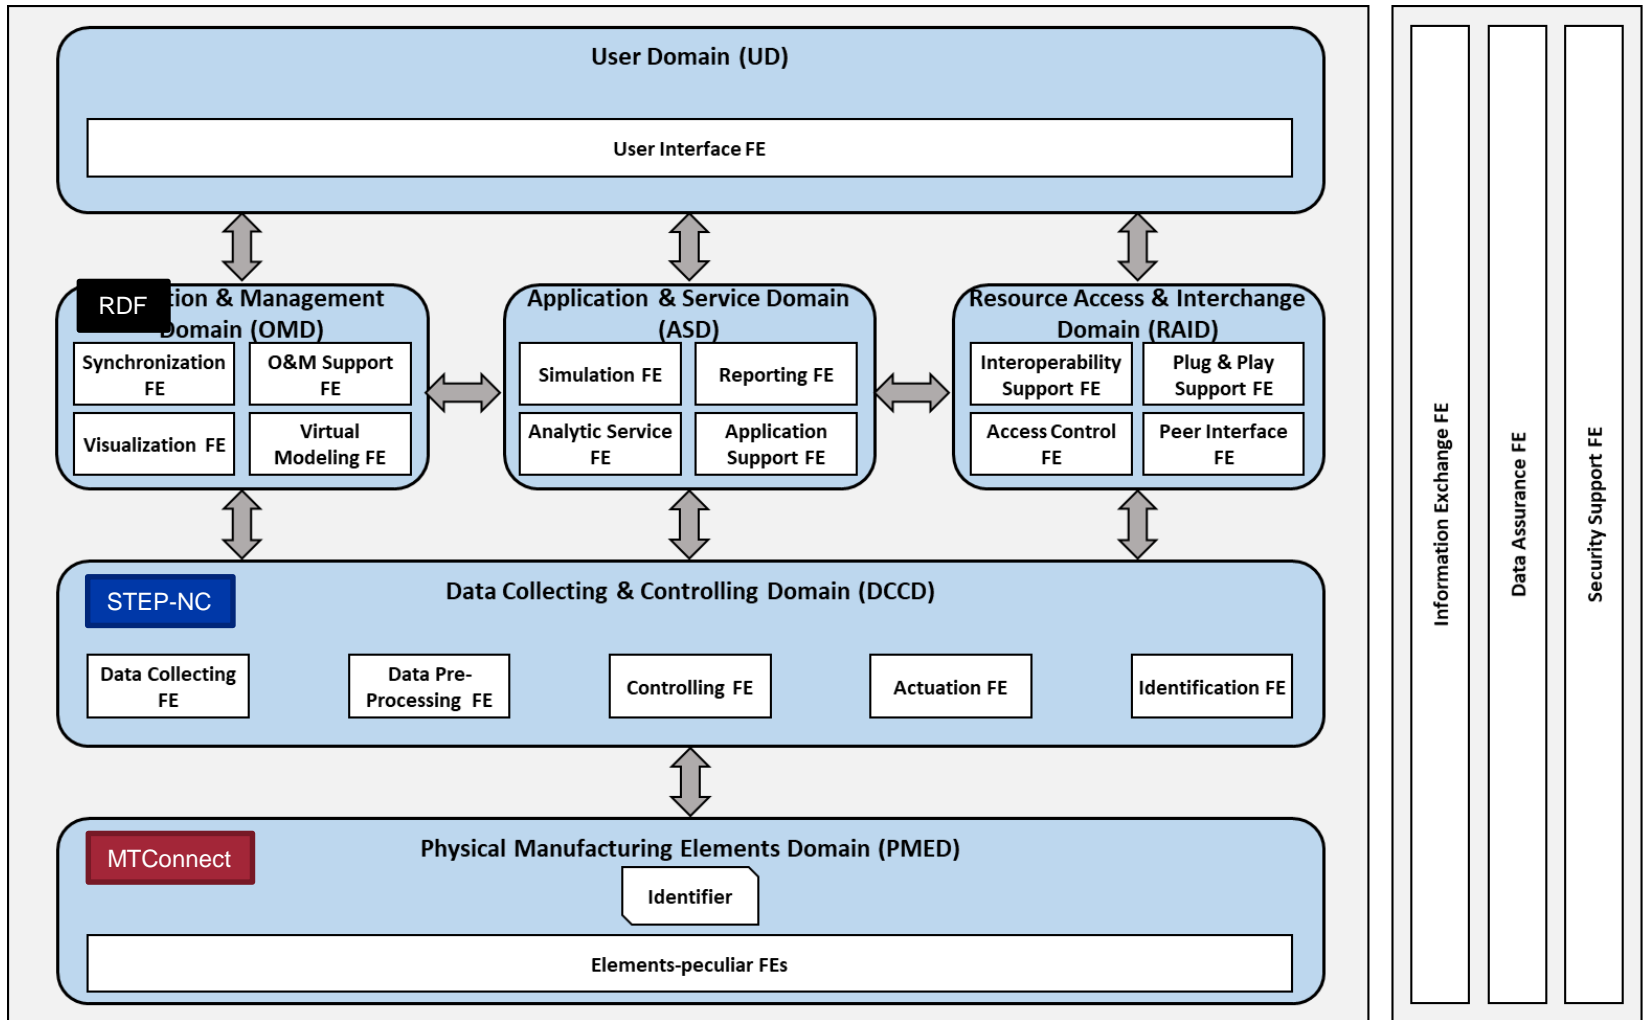 User Domain (UD)
User Interface FE
RDF
tion & Management
Domain (OMD)
Synchronization
FE
O&M Support
FE
Visualization FE
Virtual
Modeling FE
Application & Service Domain
(ASD)
Simulation FE
Reporting FE
Analytic Service
FE
Application
Support FE
Resource Access & Interchange
Domain (RAID)
Interoperability
Support FE
Plug & Play
Support FE
Access Control
FE
Peer Interface
FE
STEP-NC
Data Collecting & Controlling Domain (DCCD)
Data Collecting
FE
Data Pre-
Processing FE
Controlling FE
Actuation FE
Identification FE
MTConnect
Physical Manufacturing Elements Domain (PMED)
Identifier
Elements-peculiar FEs
Information Exchange FE
Data Assurance FE
Security Support FE